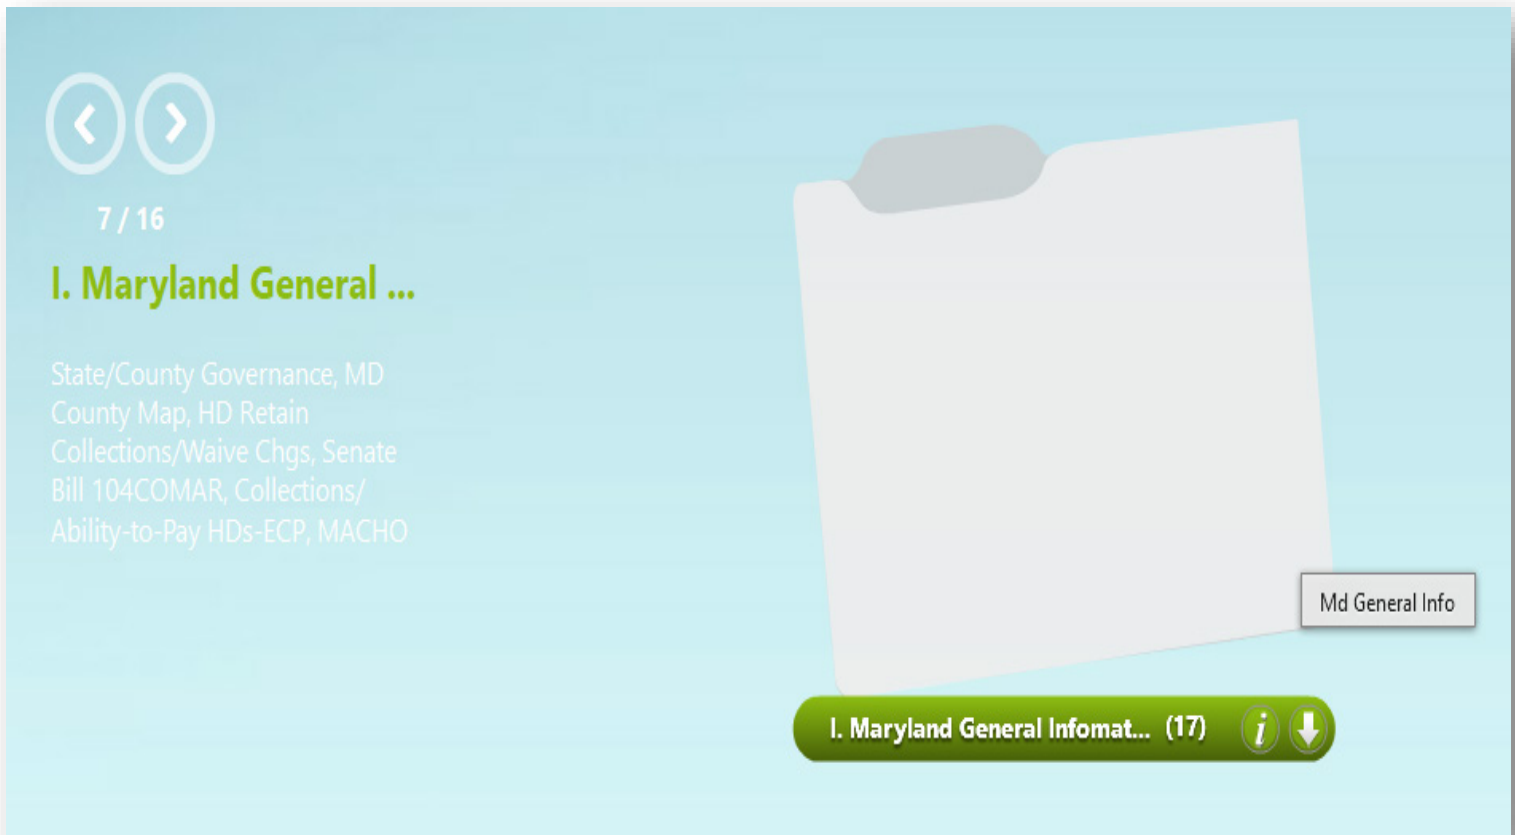 7 / 16
I. Maryland General ...
State/County Governance, MD
County Map, HD Retain
Collections/Waive Chgs, Senate
Bill 104COMAR, Collections/
Ability-to-Pay HDs-ECP, MACHO
Md General Info
I. Maryland General Infomat... (17) i